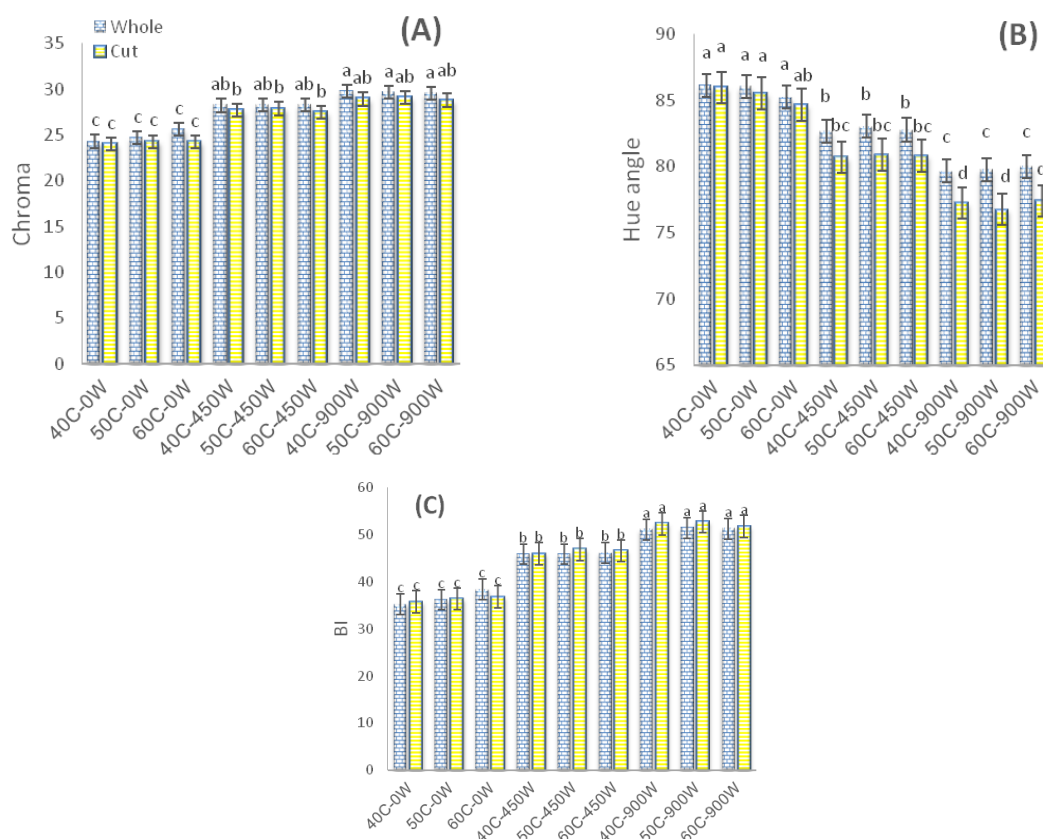 (A)
Whole
Cut
35
30
25
20
15
10
5
0
Chroma
c c c c c c ab b ab ab ab b a ab a ab a ab
40C-0W
50C-0W
60C-0W
40C-450W
50C-450W
60C-450W
40C-900W
50C-900W
60C-900W
(B)
90
85
80
75
70
65
Hue angle
a a a a a ab b bc b bc b bc c d c d c
40C-0W
50C-0W
60C-0W
40C-450W
50C-450W
60C-450W
40C-900W
50C-900W
60C-900W
(C)
60
50
40
30
20
10
0
BI
c c c c c c b b b b b b a a a a a a
40C-0W
50C-0W
60C-0W
40C-450W
50C-450W
60C-450W
40C-900W
50C-900W
60C-900W